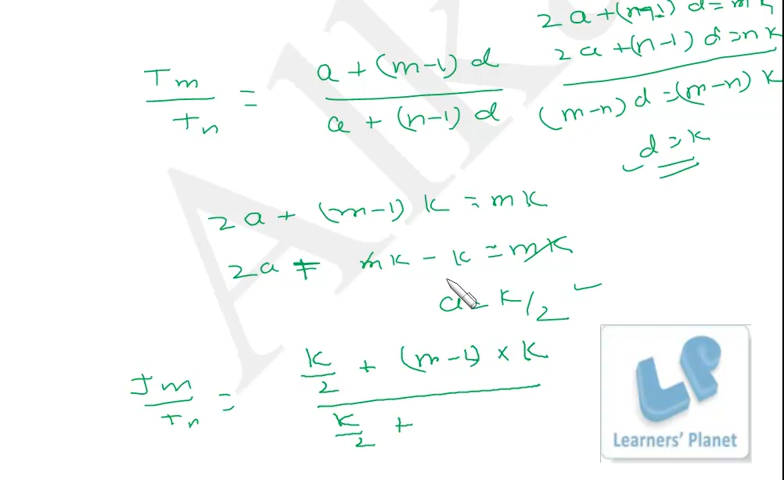 2a+(m-1) d = mk
2a+(n-1) d = nk
(m-n) d = (m-n) k
d = k
Tm/Tn = a + (m-1) d / a + (n-1) d
2a + (m-1) k = mk
2a + mk - k = mk
a = k/2
Tm/Tn = k/2 + (m-1) × k / k/2 +
LP
Learners' Planet